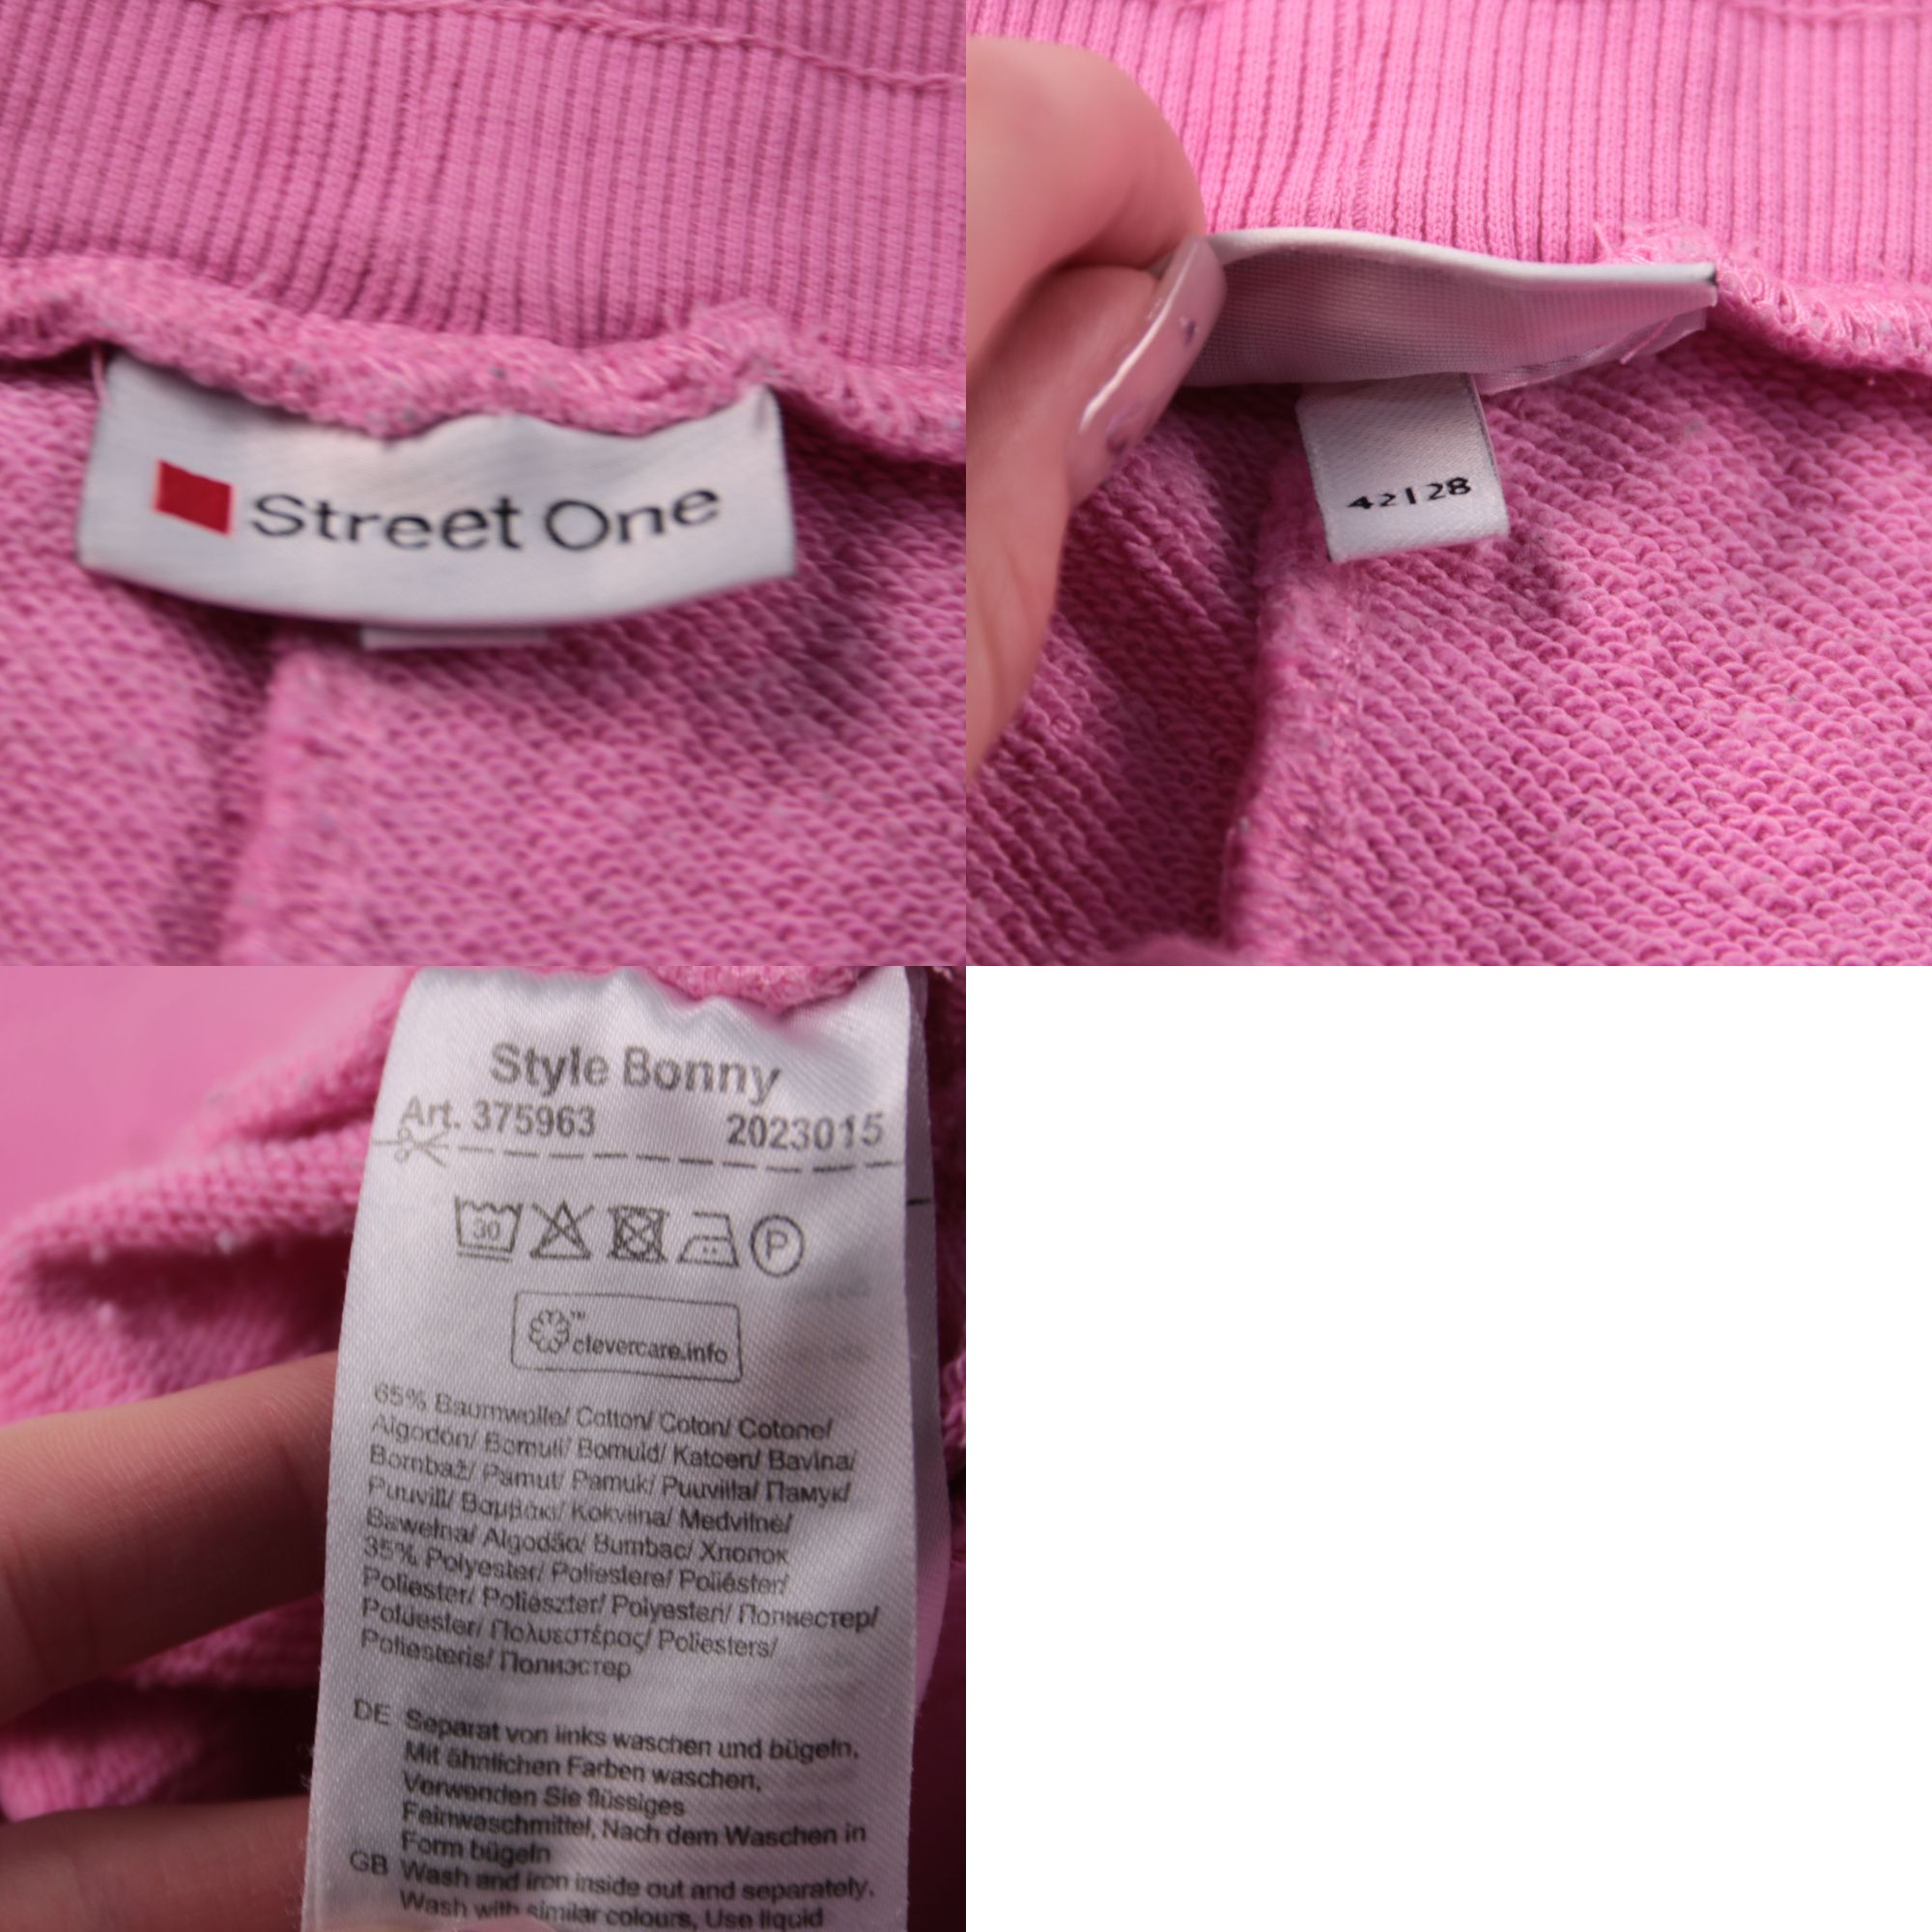 Street One
42|28
Style Bonny
Art. 375963 2023015
30
P
™
clevercare.info
65% Baumwolle/ Cotton/ Coton/ Cotone/
Algodón/ Bomull/ Bomuld/ Katoen/ Bavlna/
Bombaž/ Pamut/ Pamuk/ Puuvilla/ Памук/
Puuvill/ Βαμβάκι/ Kokvilna/ Medvilnė/
Bawełna/ Algodão/ Bumbac/ Хлопок
35% Polyester/ Poliestere/ Poliéster/
Poliester/ Poliészter/ Polyesteri/ Полиестер/
Polüester/ Πολυεστέρας/ Poliesters/
Poliesteris/ Полиэстер
DE Separat von links waschen und bügeln.
Mit ähnlichen Farben waschen.
Verwenden Sie flüssiges
Feinwaschmittel, Nach dem Waschen in
Form bügeln
GB Wash and iron inside out and separately.
Wash with similar colours, Use liquid